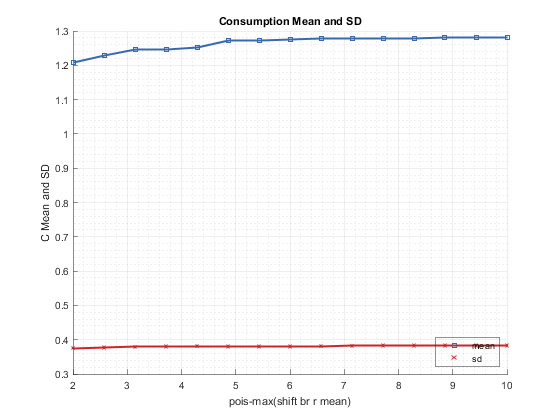 Consumption Mean and SD
C Mean and SD
1.3
1.2
1.1
1
0.9
0.8
0.7
0.6
0.5
0.4
0.3
mean
sd
2 3 4 5 6 7 8 9 10
pois-max(shift br r mean)